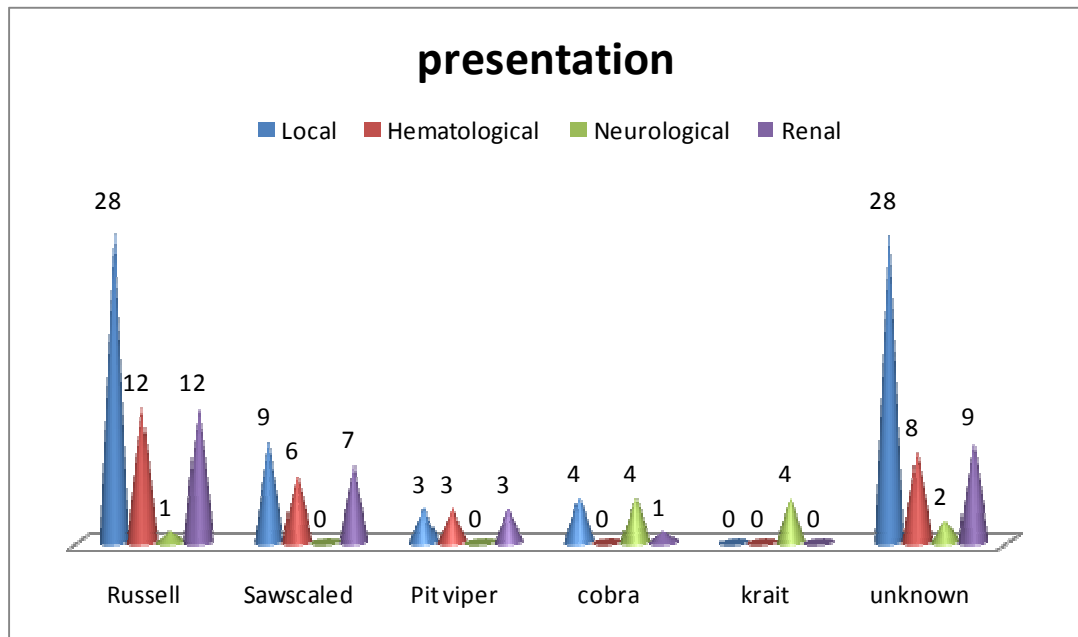 presentation
Local Hematological Neurological Renal
28 28
12 12
9 6 7 8 9
1 0 3 3 0 3 4 0 4 1 0 0 4 0 2
Russell Sawscaled Pit viper cobra krait unknown